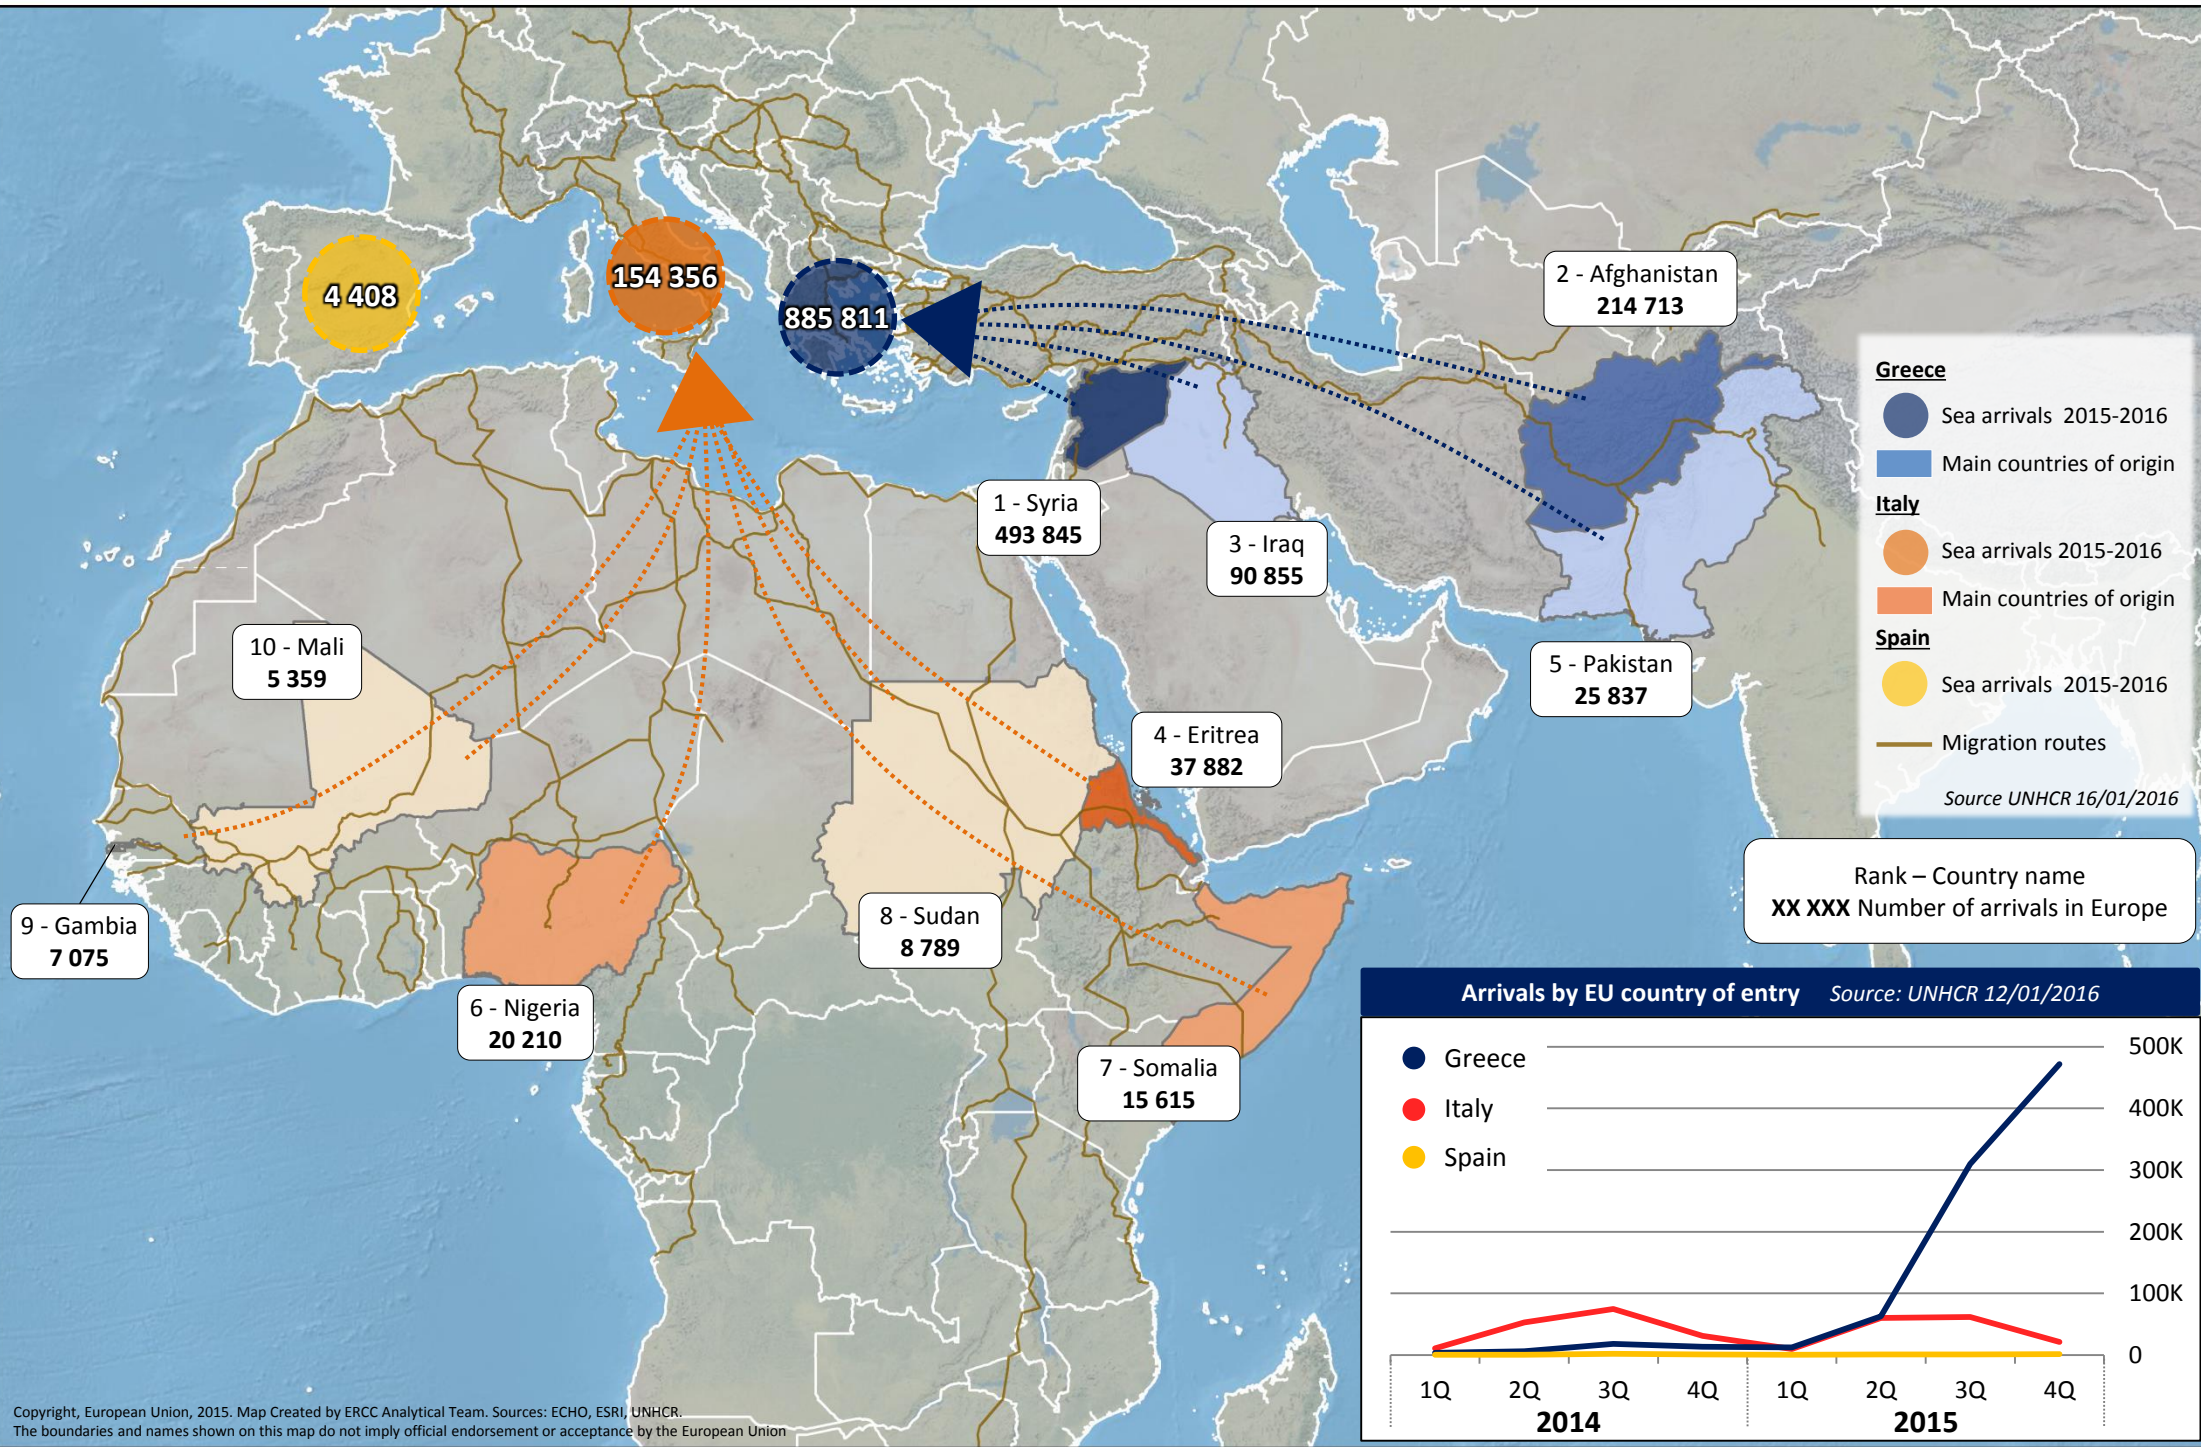 4 408
154 356
885 811
2 - Afghanistan
214 713
1 - Syria
493 845
3 - Iraq
90 855
5 - Pakistan
25 837
4 - Eritrea
37 882
10 - Mali
5 359
9 - Gambia
7 075
6 - Nigeria
20 210
8 - Sudan
8 789
7 - Somalia
15 615
Greece
Sea arrivals 2015-2016
Main countries of origin
Italy
Sea arrivals 2015-2016
Main countries of origin
Spain
Sea arrivals 2015-2016
Migration routes
Source UNHCR 16/01/2016
Rank – Country name
XX XXX Number of arrivals in Europe
Arrivals by EU country of entry Source: UNHCR 12/01/2016
Greece
Italy
Spain
500K
400K
300K
200K
100K
0
1Q 2Q 3Q 4Q 1Q 2Q 3Q 4Q
2014 2015
Copyright, European Union, 2015. Map Created by ERCC Analytical Team. Sources: ECHO, ESRI, UNHCR.
The boundaries and names shown on this map do not imply official endorsement or acceptance by the European Union